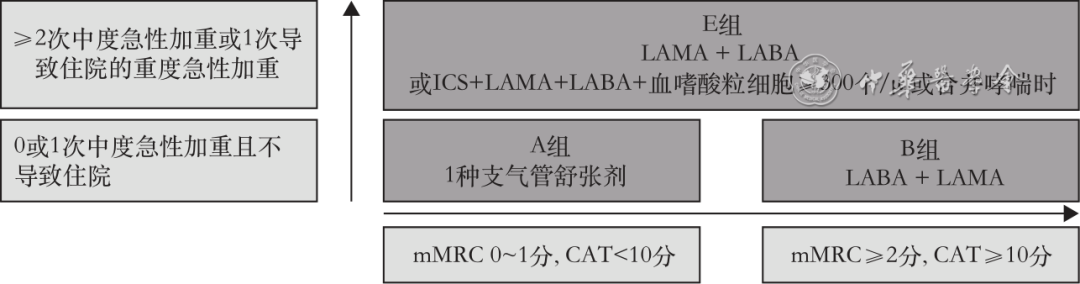 ≥2次中度急性加重或1次导
致住院的重度急性加重
E组
LAMA + LABA
或ICS+LAMA+LABA+血嗜酸粒细胞 300个/ 或合并哮喘时
0或1次中度急性加重且不
导致住院
A组
1种支气管舒张剂
B组
LABA + LAMA
mMRC 0~1分, CAT<10分
mMRC≥2分, CAT≥10分